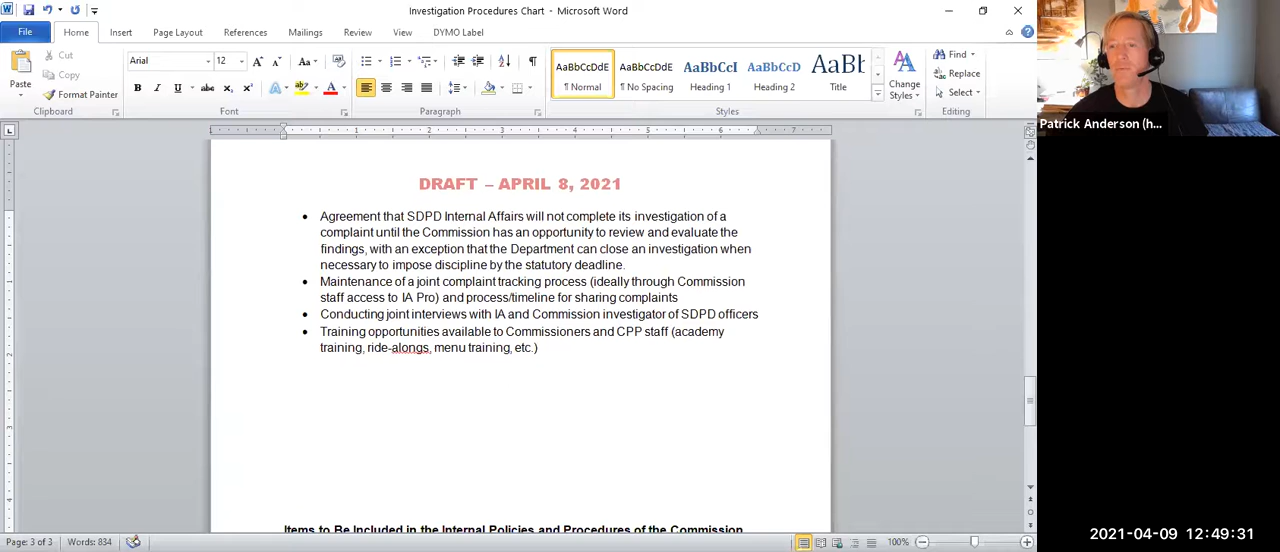 Investigation Procedures Chart - Microsoft Word
File Home Insert Page Layout References Mailings Review View DYMO Label
Cut
Copy
Format Painter
Paste
Clipboard
Arial 12
Font
Paragraph
AaBbCcDdE AaBbCcDdE AaBbCcI AaBbCcD AaBb
¶ Normal ¶ No Spacing Heading 1 Heading 2 Title
Change Styles
Styles
Find
Replace
Select
Editing
Patrick Anderson (h...
DRAFT – APRIL 8, 2021
• Agreement that SDPD Internal Affairs will not complete its investigation of a
complaint until the Commission has an opportunity to review and evaluate the
findings, with an exception that the Department can close an investigation when
necessary to impose discipline by the statutory deadline.
• Maintenance of a joint complaint tracking process (ideally through Commission
staff access to IA Pro) and process/timeline for sharing complaints
• Conducting joint interviews with IA and Commission investigator of SDPD officers
• Training opportunities available to Commissioners and CPP staff (academy
training, ride-alongs, menu training, etc.)
Items to Be Included in the Internal Policies and Procedures of the Commission
Page: 3 of 3 Words: 834 100%
2021-04-09 12:49:31